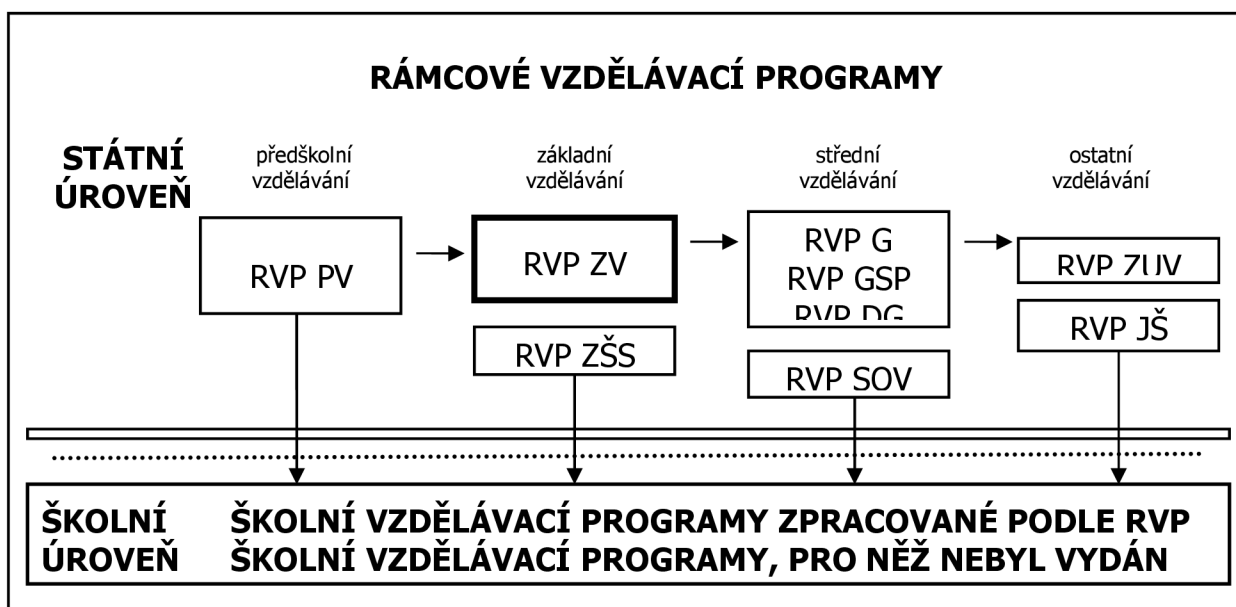 RÁMCOVÉ VZDĚLÁVACÍ PROGRAMY
STÁTNÍ
ÚROVEŇ
předškolní
vzdělávání
základní
vzdělávání
střední
vzdělávání
ostatní
vzdělávání
RVP PV
RVP ZV
RVP G
RVP GSP
RVP DG
RVP ZUV
RVP ZŠS
RVP JŠ
RVP SOV
ŠKOLNÍ
ÚROVEŇ
ŠKOLNÍ VZDĚLÁVACÍ PROGRAMY ZPRACOVANÉ PODLE RVP
ŠKOLNÍ VZDĚLÁVACÍ PROGRAMY, PRO NĚŽ NEBYL VYDÁN